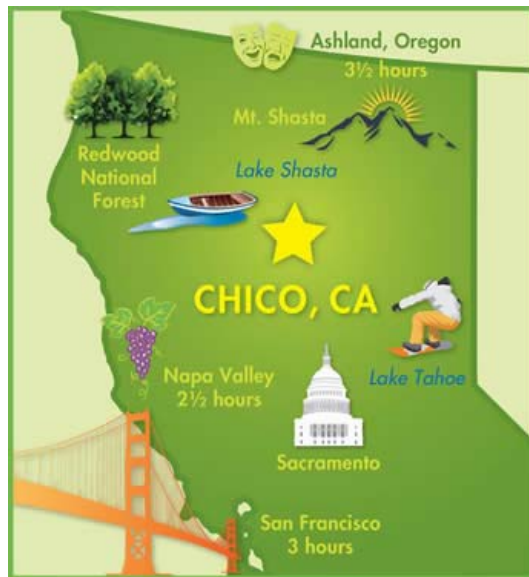 Ashland, Oregon
3½ hours
Mt. Shasta
Redwood
National
Forest
Lake Shasta
CHICO, CA
Napa Valley
2½ hours
Lake Tahoe
Sacramento
San Francisco
3 hours